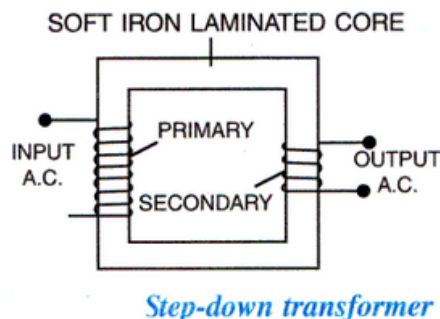 SOFT IRON LAMINATED CORE
PRIMARY
INPUT
A.C.
SECONDARY
OUTPUT
A.C.
Step-down transformer